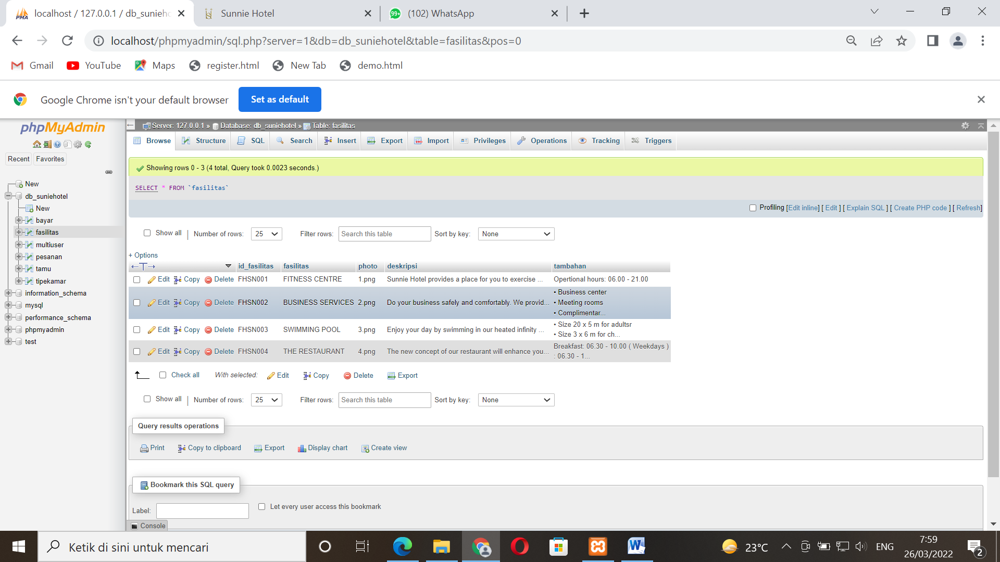 localhost / 127.0.0.1 / db_sunieh
Sunnie Hotel
99+
(102) WhatsApp
localhost/phpmyadmin/sql.php?server=1&db=db_suniehotel&table=fasilitas&pos=0
Gmail
YouTube
Maps
register.html
New Tab
demo.html
Google Chrome isn't your default browser
Set as default
phpMyAdmin
Recent
Favorites
New
db_suniehotel
New
bayar
fasilitas
multiuser
pesanan
tamu
tipekamar
information_schema
mysql
performance_schema
phpmyadmin
test
Server: 127.0.0.1 » Database: db_suniehotel » Table: fasilitas
Browse
Structure
SQL
Search
Insert
Export
Import
Privileges
Operations
Tracking
Triggers
Showing rows 0 - 3 (4 total, Query took 0.0023 seconds.)
SELECT * FROM `fasilitas`
Profiling [Edit inline] [ Edit ] [ Explain SQL ] [ Create PHP code ] [ Refresh]
Show all | Number of rows: 25 Filter rows: Search this table Sort by key: None
+ Options
←T→ id_fasilitas fasilitas photo deskripsi tambahan
Edit Copy Delete FHSN001 FITNESS CENTRE 1.png Sunnie Hotel provides a place for you to exercise ... Opertional hours: 06.00 - 21.00
Edit Copy Delete FHSN002 BUSINESS SERVICES 2.png Do your business safely and comfortably. We provid...
• Business center
• Meeting rooms
• Complimentar...
Edit Copy Delete FHSN003 SWIMMING POOL 3.png Enjoy your day by swimming in our heated infinity ...
• Size 20 x 5 m for adultsr
• Size 3 x 6 m for ch...
Edit Copy Delete FHSN004 THE RESTAURANT 4.png The new concept of our restaurant will enhance you...
Breakfast: 06.30 - 10.00 ( Weekdays )
: 06.30 - 1...
Check all With selected: Edit Copy Delete Export
Show all | Number of rows: 25 Filter rows: Search this table Sort by key: None
Query results operations
Print
Copy to clipboard
Export
Display chart
Create view
Bookmark this SQL query
Label:
Let every user access this bookmark
Console
Ketik di sini untuk mencari
23°C
ENG
7:59
26/03/2022
2